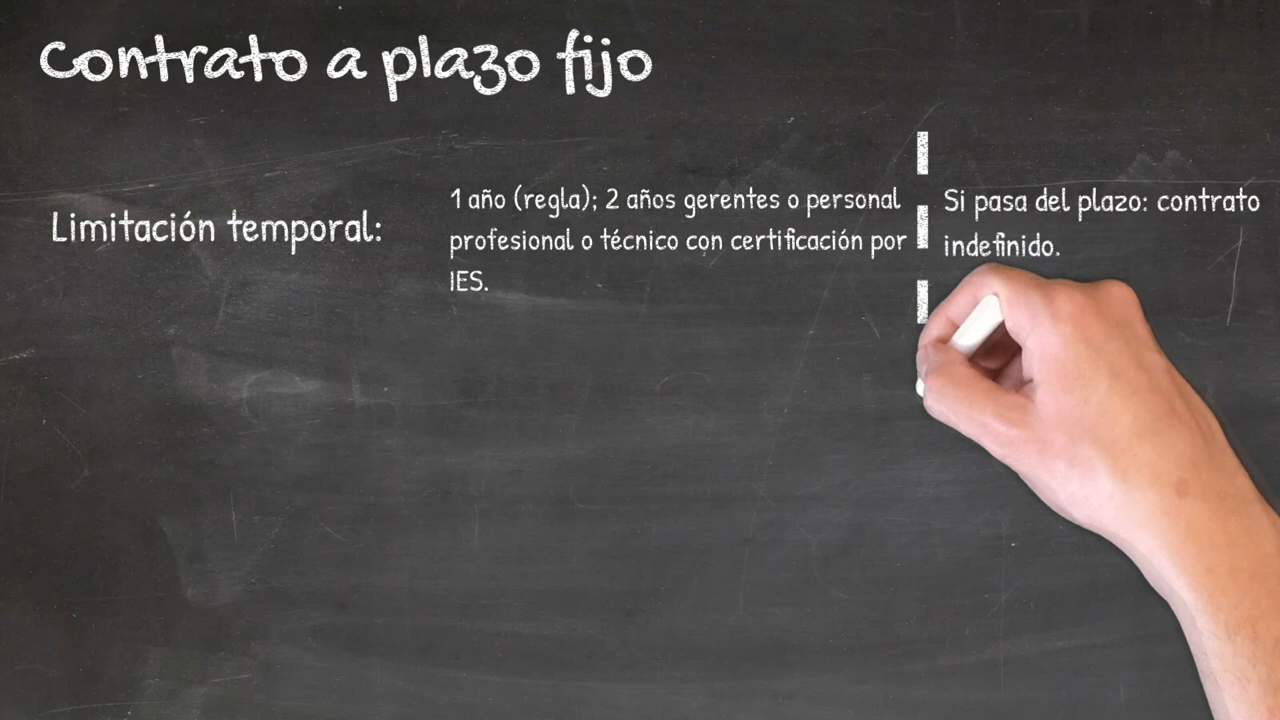 Contrato a plazo fijo
Limitación temporal:
1 año (regla); 2 años gerentes o personal
profesional o técnico con certificación por
IES.
Si pasa del plazo: contrato
indefinido.